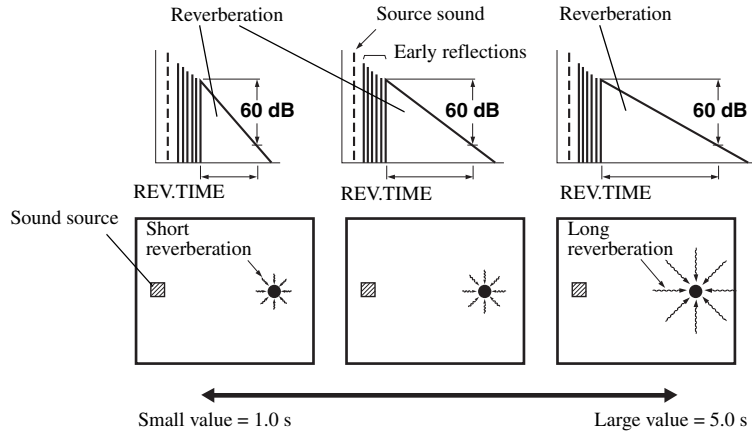 Source sound
Reverberation
Reverberation
Early reflections
60 dB
60 dB
60 dB
REV.TIME
REV.TIME
REV.TIME
Sound source
Short
reverberation
Long
reverberation
Small value = 1.0 s
Large value = 5.0 s